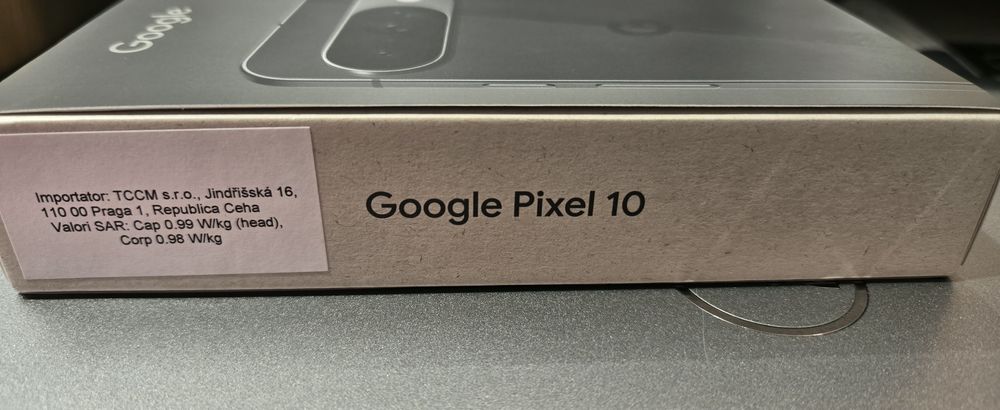 Google
Importator: TCCM s.r.o., Jindřišská 16,
110 00 Praga 1, Republica Ceha
Valori SAR: Cap 0.99 W/kg (head),
Corp 0.98 W/kg
Google Pixel 10